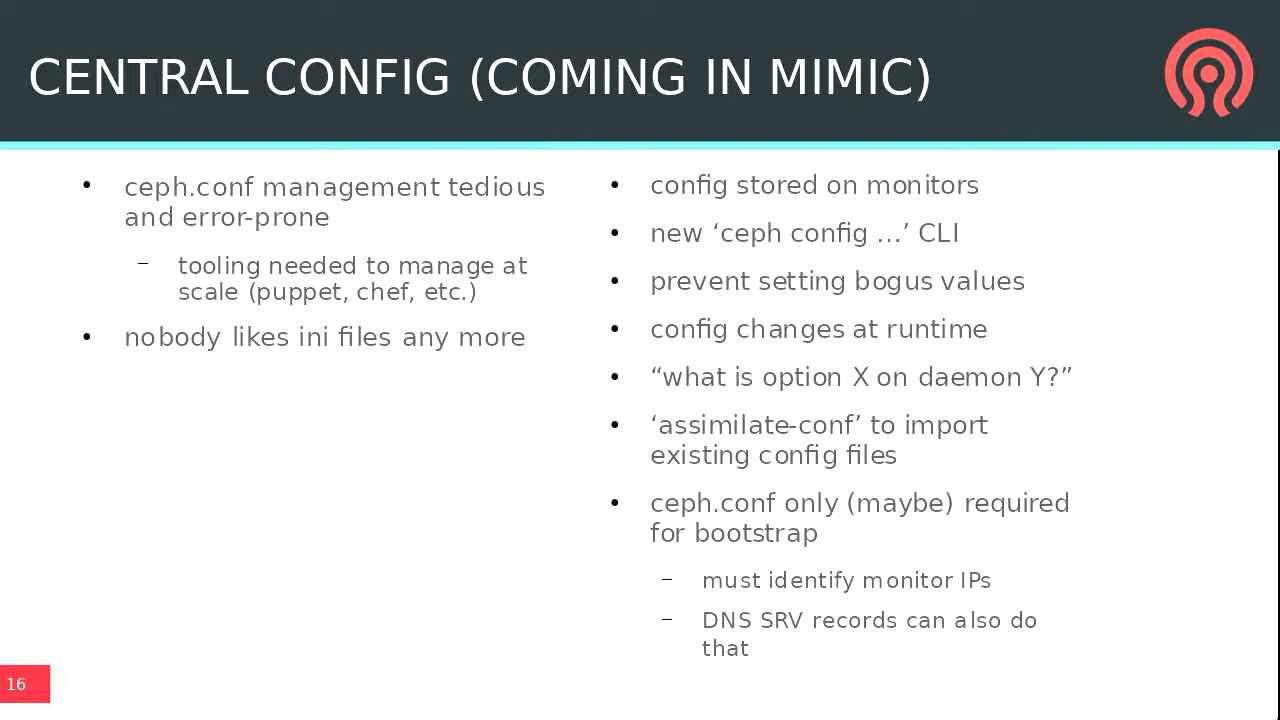 CENTRAL CONFIG (COMING IN MIMIC)
• ceph.conf management tedious
and error-prone
– tooling needed to manage at
scale (puppet, chef, etc.)
• nobody likes ini files any more
• config stored on monitors
• new ‘ceph config …’ CLI
• prevent setting bogus values
• config changes at runtime
• “what is option X on daemon Y?”
• ‘assimilate-conf’ to import
existing config files
• ceph.conf only (maybe) required
for bootstrap
– must identify monitor IPs
– DNS SRV records can also do
that
16